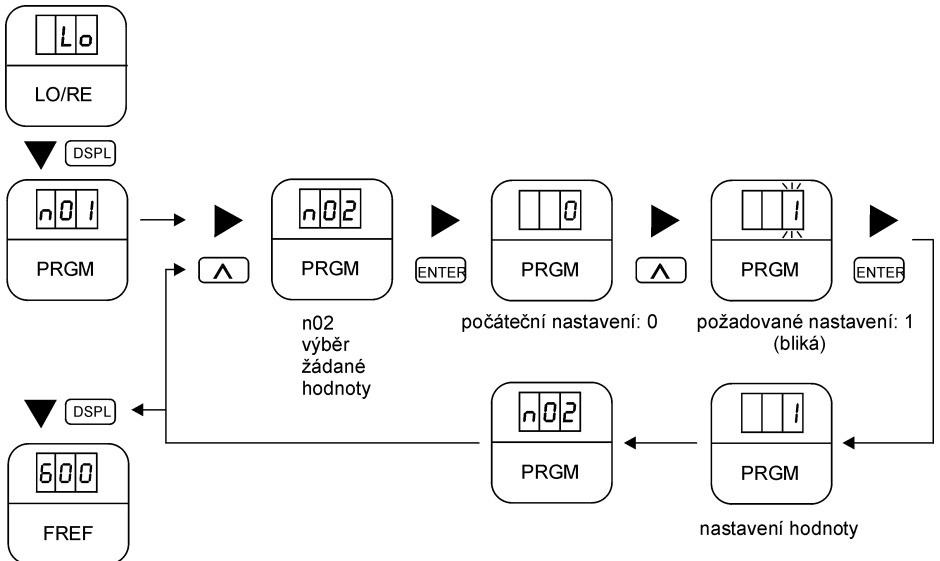 Lo
LO/RE
DSPL
n01
PRGM
n02
PRGM
n02
výběr
žádané
hodnoty
ENTER
0
PRGM
počáteční nastavení: 0
1
PRGM
požadované nastavení: 1
(bliká)
ENTER
1
PRGM
nastavení hodnoty
n02
PRGM
DSPL
600
FREF